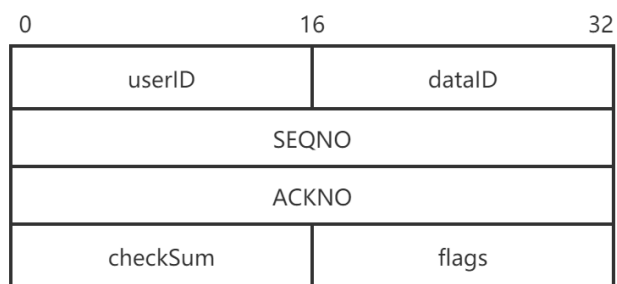 0 16 32
userID dataID
SEQNO
ACKNO
checkSum flags